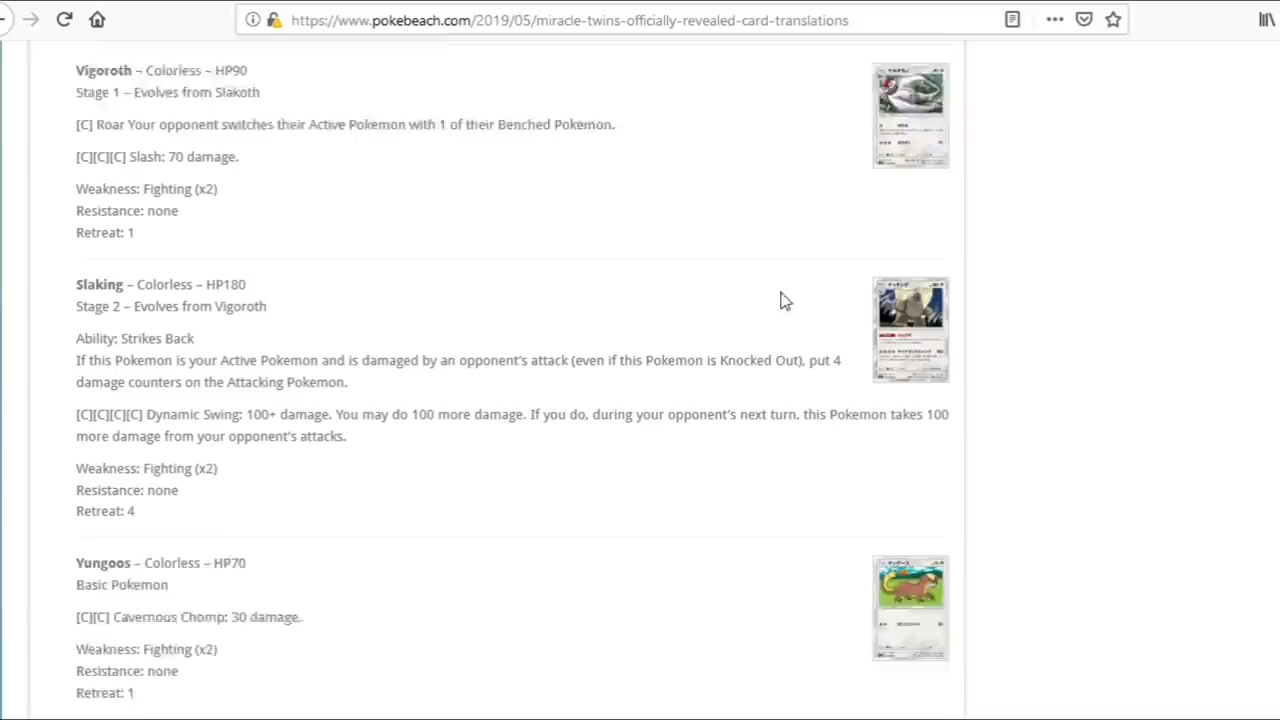 https://www.pokebeach.com/2019/05/miracle-twins-officially-revealed-card-translations
Vigoroth – Colorless – HP90
Stage 1 – Evolves from Slakoth
[C] Roar Your opponent switches their Active Pokemon with 1 of their Benched Pokemon.
[C][C][C] Slash: 70 damage.
Weakness: Fighting (x2)
Resistance: none
Retreat: 1
Slaking – Colorless – HP180
Stage 2 – Evolves from Vigoroth
Ability: Strikes Back
If this Pokemon is your Active Pokemon and is damaged by an opponent's attack (even if this Pokemon is Knocked Out), put 4
damage counters on the Attacking Pokemon.
[C][C][C][C] Dynamic Swing: 100+ damage. You may do 100 more damage. If you do, during your opponent's next turn, this Pokemon takes 100
more damage from your opponent's attacks.
Weakness: Fighting (x2)
Resistance: none
Retreat: 4
Yungoos – Colorless – HP70
Basic Pokemon
[C][C] Cavernous Chomp: 30 damage.
Weakness: Fighting (x2)
Resistance: none
Retreat: 1